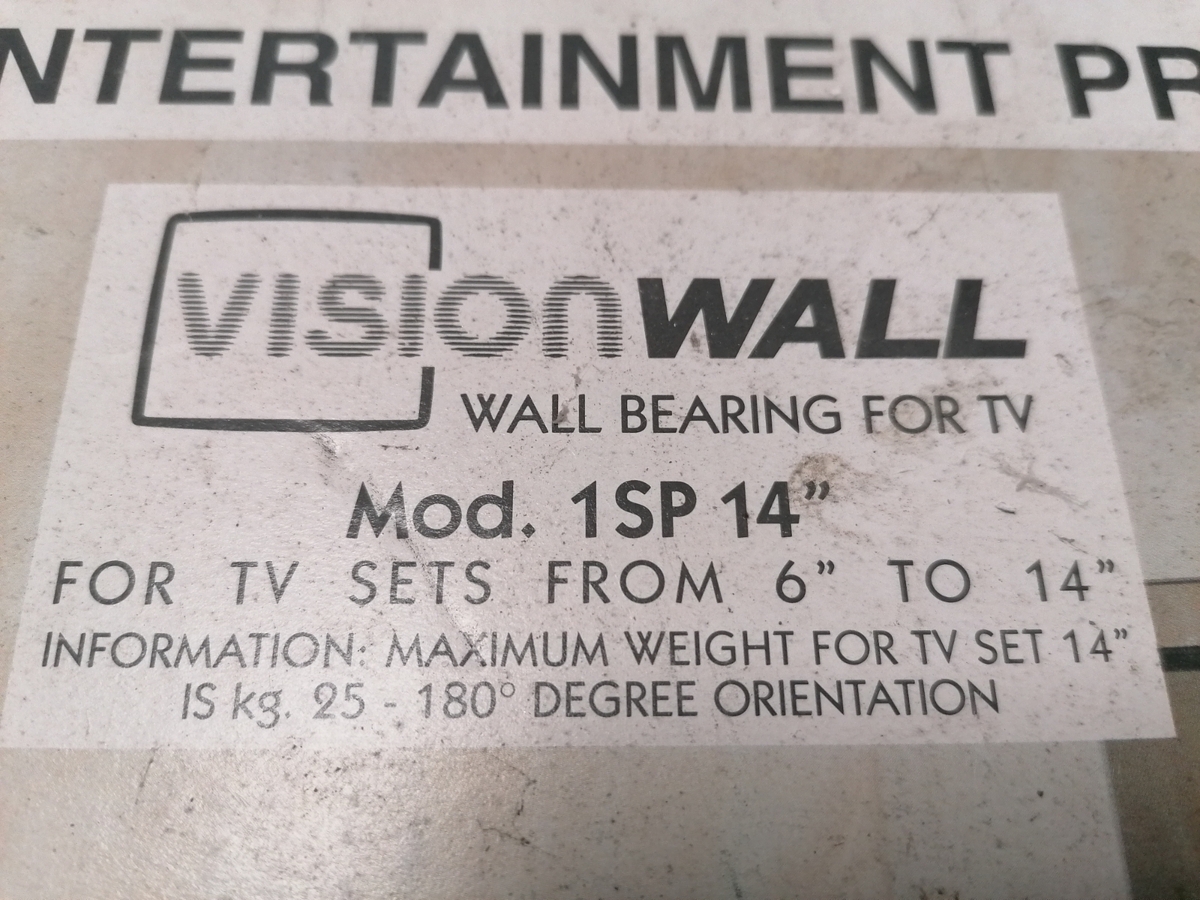 NTERTAINMENT PR
VISIONWALL
WALL BEARING FOR TV
Mod. 1SP 14”
FOR TV SETS FROM 6” TO 14”
INFORMATION: MAXIMUM WEIGHT FOR TV SET 14”
IS kg. 25 - 180° DEGREE ORIENTATION